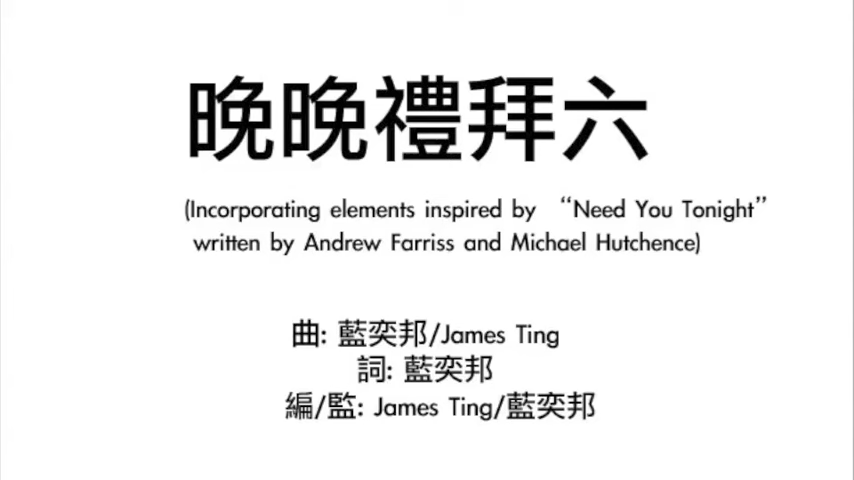 晚晚禮拜六
(Incorporating elements inspired by “Need You Tonight”
written by Andrew Farriss and Michael Hutchence)
曲: 藍奕邦/James Ting
詞: 藍奕邦
編/監: James Ting/藍奕邦